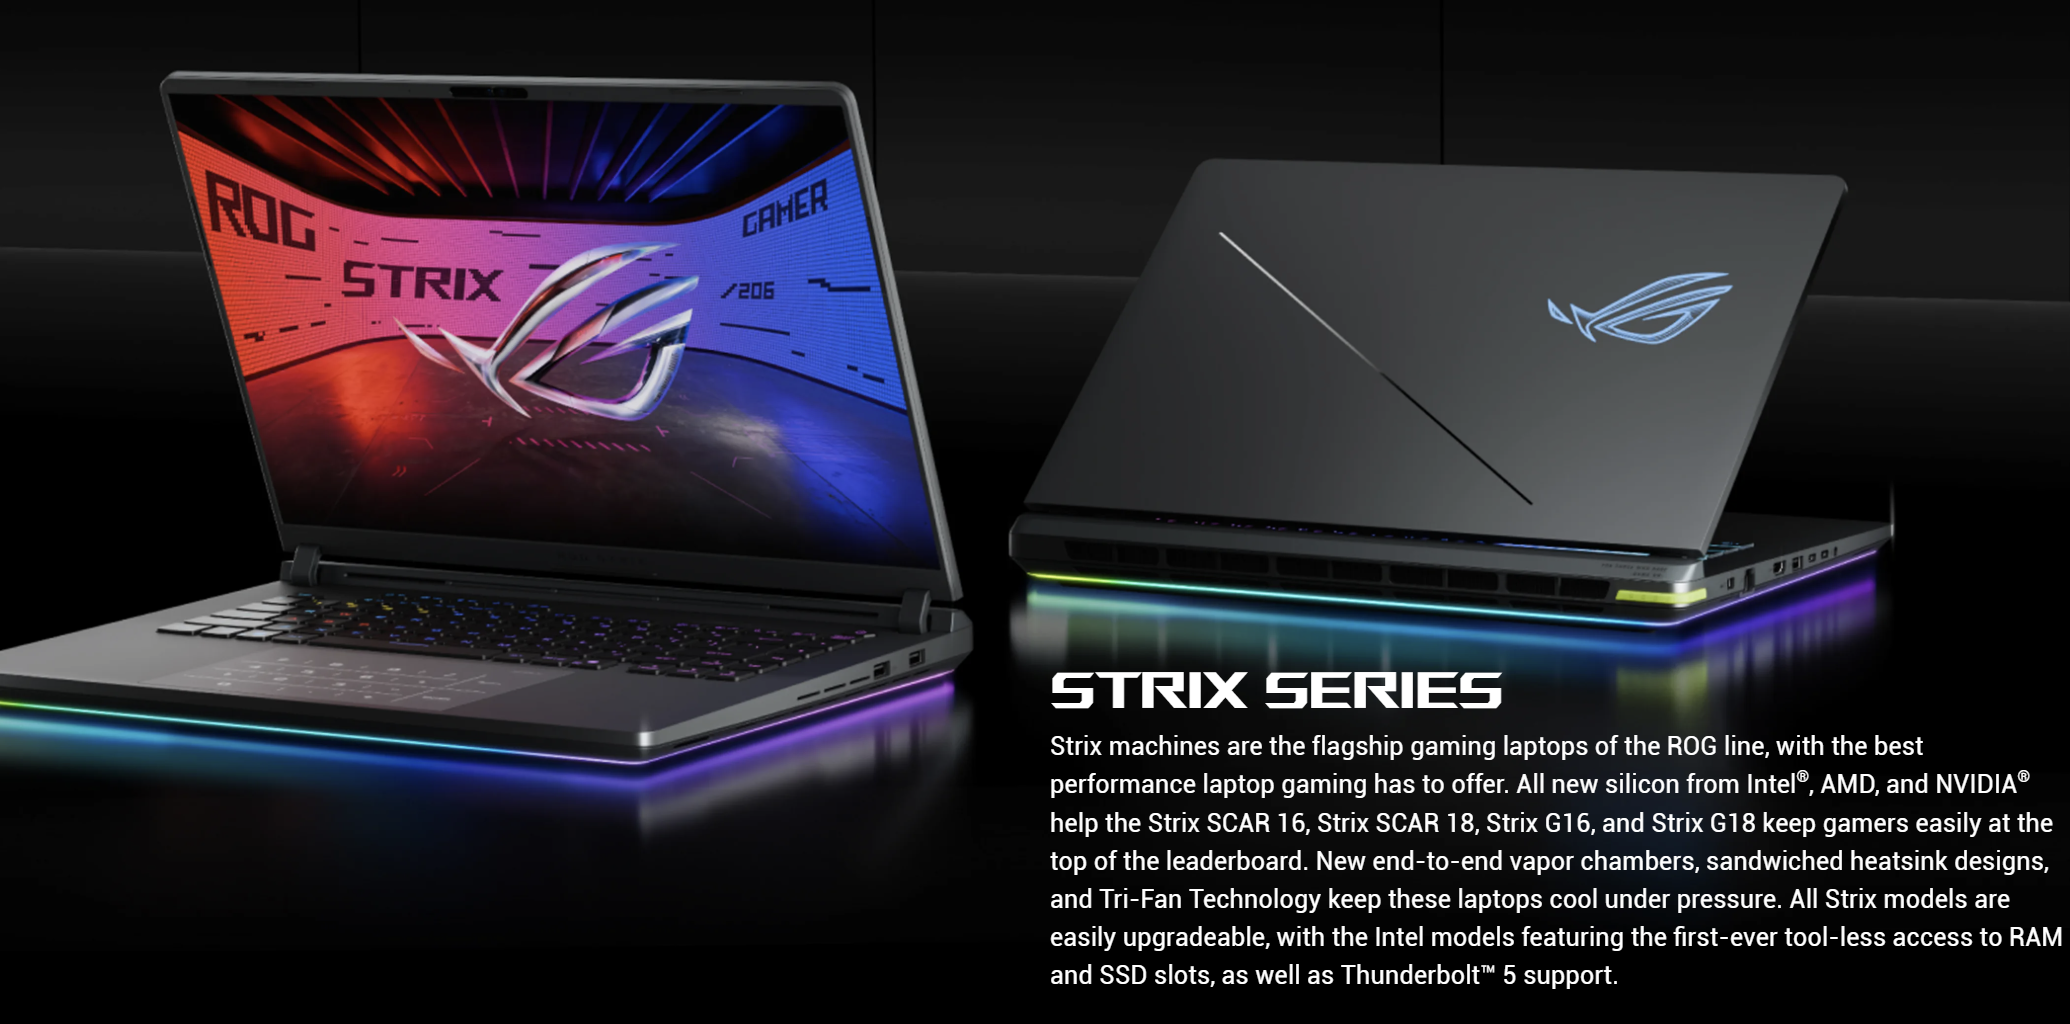 ROG
STRIX
GAMER
/206
STRIX SERIES
Strix machines are the flagship gaming laptops of the ROG line, with the best
performance laptop gaming has to offer. All new silicon from Intel®, AMD, and NVIDIA®
help the Strix SCAR 16, Strix SCAR 18, Strix G16, and Strix G18 keep gamers easily at the
top of the leaderboard. New end-to-end vapor chambers, sandwiched heatsink designs,
and Tri-Fan Technology keep these laptops cool under pressure. All Strix models are
easily upgradeable, with the Intel models featuring the first-ever tool-less access to RAM
and SSD slots, as well as Thunderbolt™ 5 support.